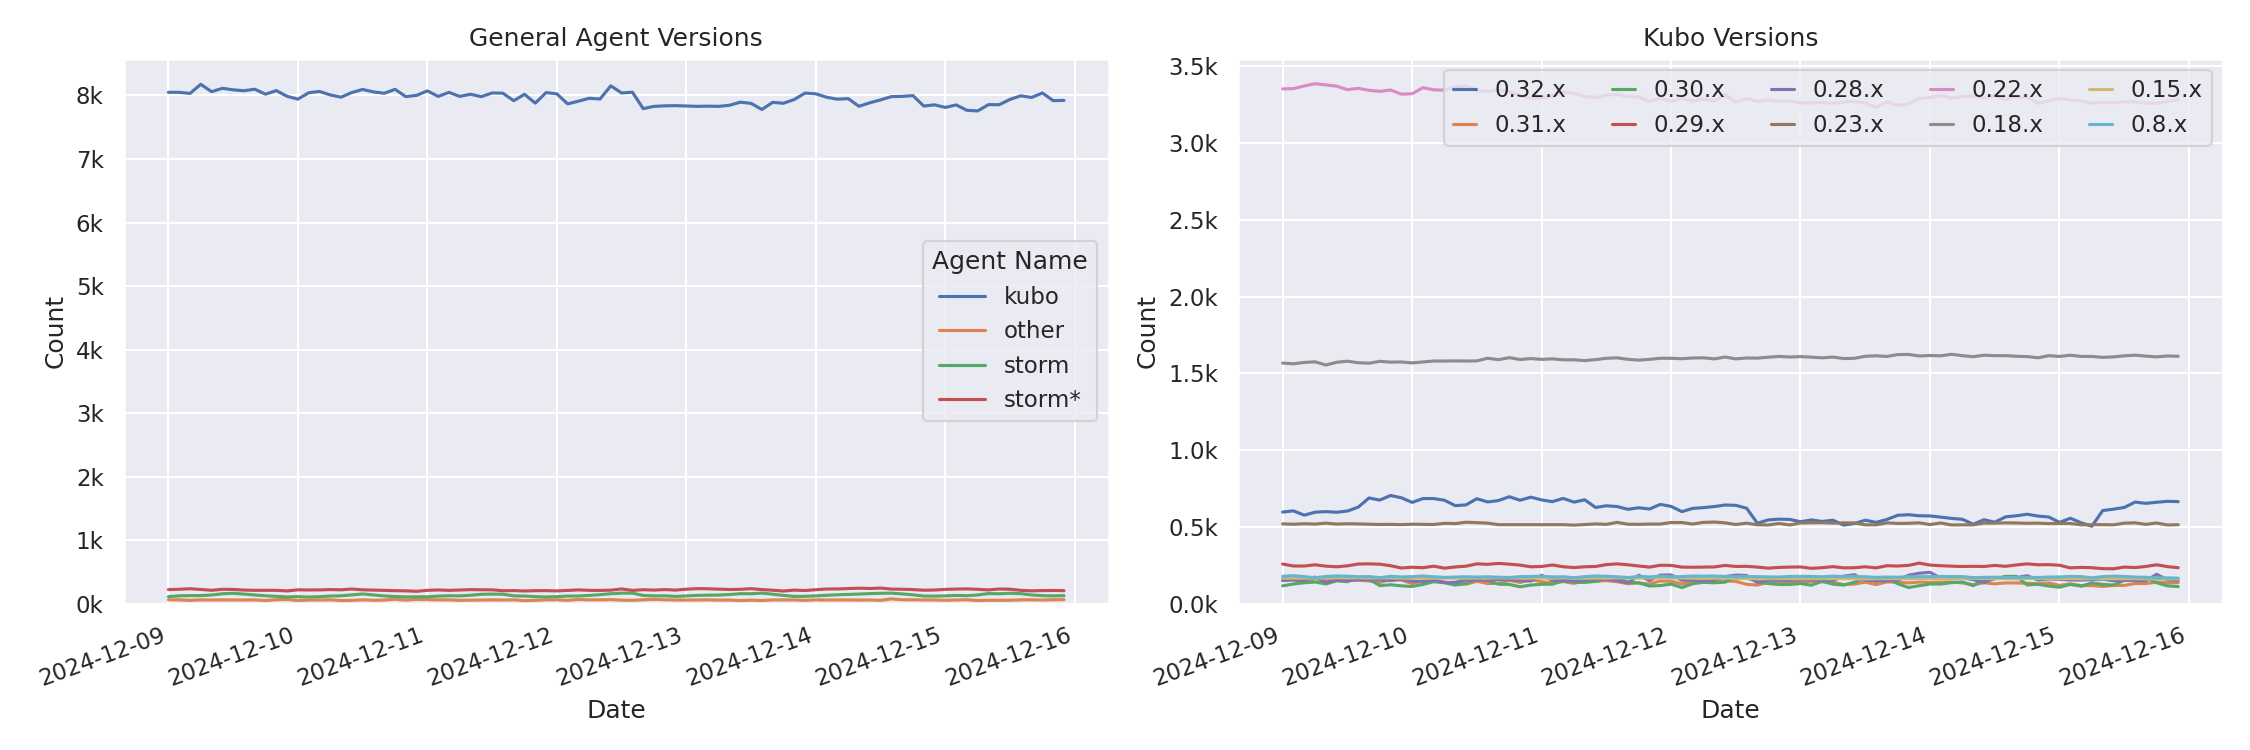 General Agent Versions
8k
7k
6k
5k
4k
3k
2k
1k
0k
Count
Agent Name
kubo
other
storm
storm*
2024-12-09
2024-12-10
2024-12-11
2024-12-12
2024-12-13
2024-12-14
2024-12-15
2024-12-16
Date
Kubo Versions
3.5k
3.0k
2.5k
2.0k
1.5k
1.0k
0.5k
0.0k
Count
0.32.x 0.30.x 0.28.x 0.22.x 0.15.x
0.31.x 0.29.x 0.23.x 0.18.x 0.8.x
2024-12-09
2024-12-10
2024-12-11
2024-12-12
2024-12-13
2024-12-14
2024-12-15
2024-12-16
Date